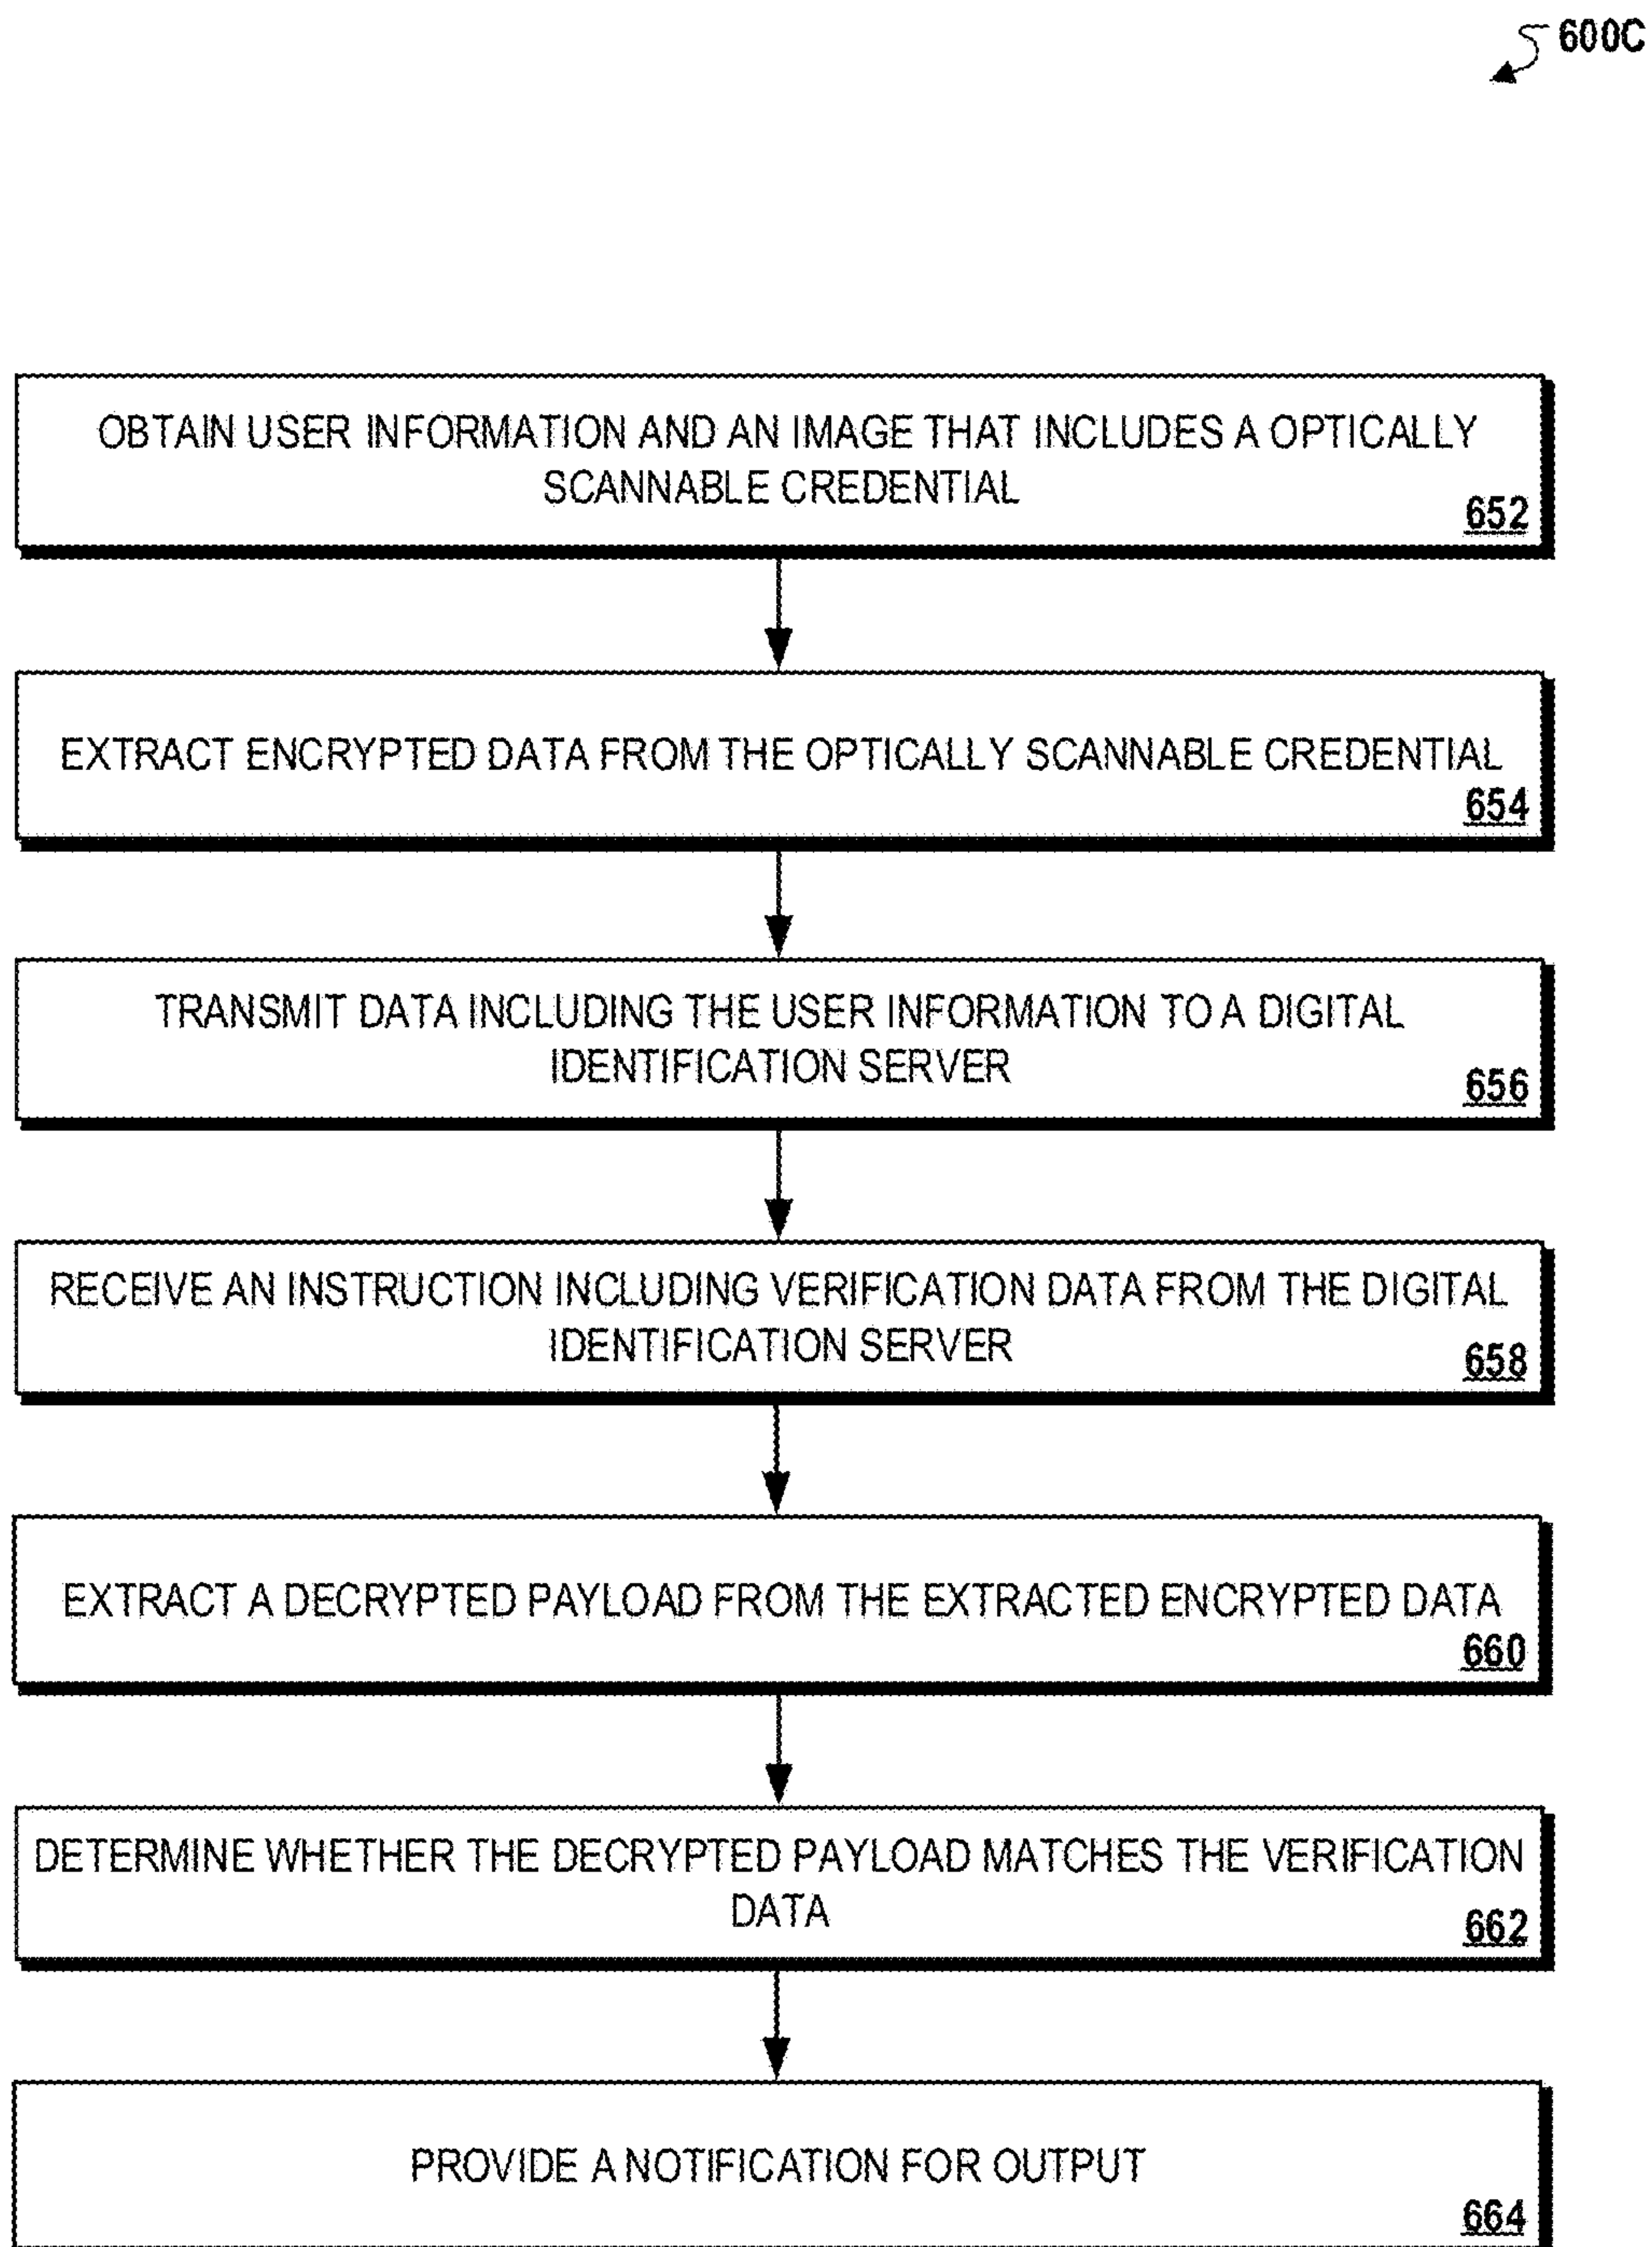 600C
OBTAIN USER INFORMATION AND AN IMAGE THAT INCLUDES A OPTICALLY
SCANNABLE CREDENTIAL
652
EXTRACT ENCRYPTED DATA FROM THE OPTICALLY SCANNABLE CREDENTIAL
654
TRANSMIT DATA INCLUDING THE USER INFORMATION TO A DIGITAL
IDENTIFICATION SERVER
656
RECEIVE AN INSTRUCTION INCLUDING VERIFICATION DATA FROM THE DIGITAL
IDENTIFICATION SERVER
658
EXTRACT A DECRYPTED PAYLOAD FROM THE EXTRACTED ENCRYPTED DATA
660
DETERMINE WHETHER THE DECRYPTED PAYLOAD MATCHES THE VERIFICATION
DATA
662
PROVIDE A NOTIFICATION FOR OUTPUT
664